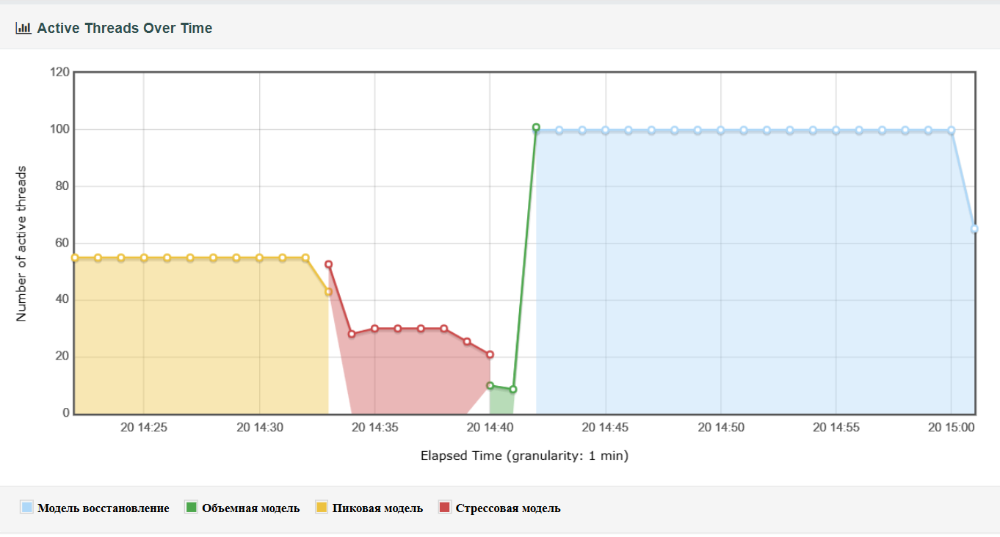 Active Threads Over Time
120
100
80
60
40
20
0
Number of active threads
20 14:25 20 14:30 20 14:35 20 14:40 20 14:45 20 14:50 20 14:55 20 15:00
Elapsed Time (granularity: 1 min)
Модель восстановление Объемная модель Пиковая модель Стрессовая модель